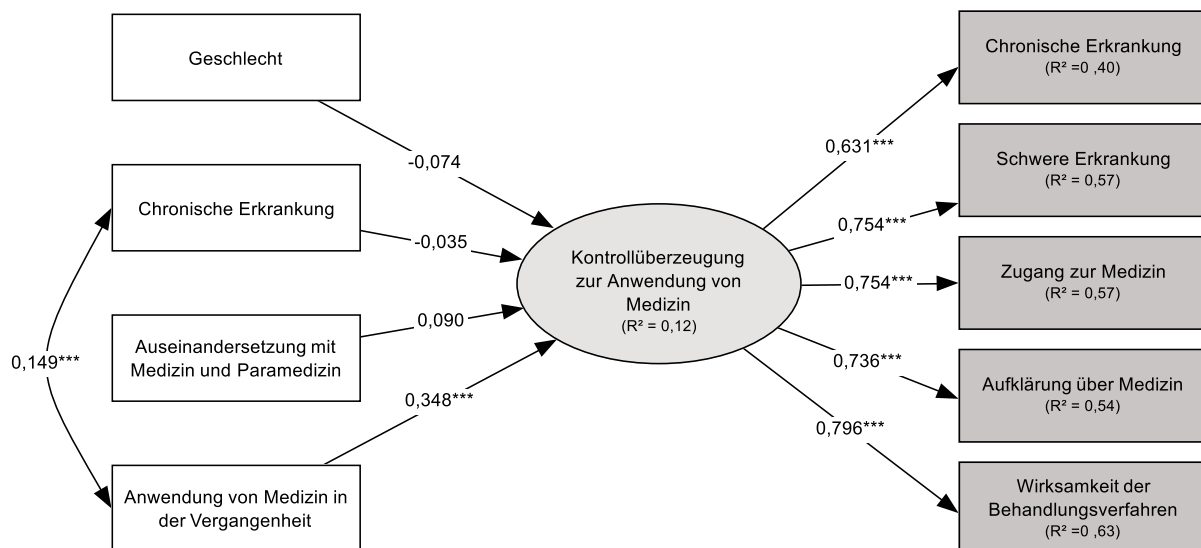 Geschlecht
Chronische Erkrankung
Auseinandersetzung mit
Medizin und Paramedizin
Anwendung von Medizin in
der Vergangenheit
0,149***
-0,074
-0,035
0,090
0,348***
Kontrollüberzeugung
zur Anwendung von
Medizin
(R² = 0,12)
0,631***
0,754***
0,754***
0,736***
0,796***
Chronische Erkrankung
(R² =0 ,40)
Schwere Erkrankung
(R² = 0,57)
Zugang zur Medizin
(R² = 0,57)
Aufklärung über Medizin
(R² = 0,54)
Wirksamkeit der
Behandlungsverfahren
(R² =0 ,63)